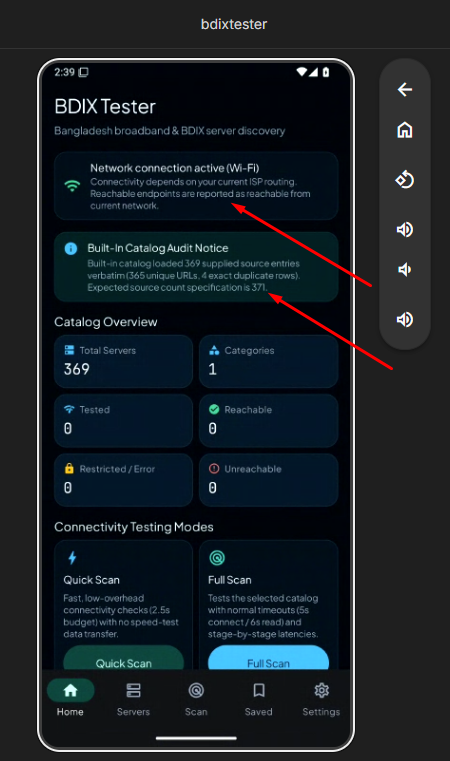 bdixtester
2:39
BDIX Tester
Bangladesh broadband & BDIX server discovery
Network connection active (Wi-Fi)
Connectivity depends on your current ISP routing.
Reachable endpoints are reported as reachable from
current network.
Built-In Catalog Audit Notice
Built-in catalog loaded 369 supplied source entries
verbatim (365 unique URLs, 4 exact duplicate rows).
Expected source count specification is 371.
Catalog Overview
Total Servers
369
Categories
1
Tested
0
Reachable
0
Restricted / Error
0
Unreachable
0
Connectivity Testing Modes
Quick Scan
Fast, low-overhead
connectivity checks (2.5s
budget) with no speed-test
data transfer.
Quick Scan
Full Scan
Tests the selected catalog
with normal timeouts (5s
connect / 6s read) and
stage-by-stage latencies.
Full Scan
Home
Servers
Scan
Saved
Settings